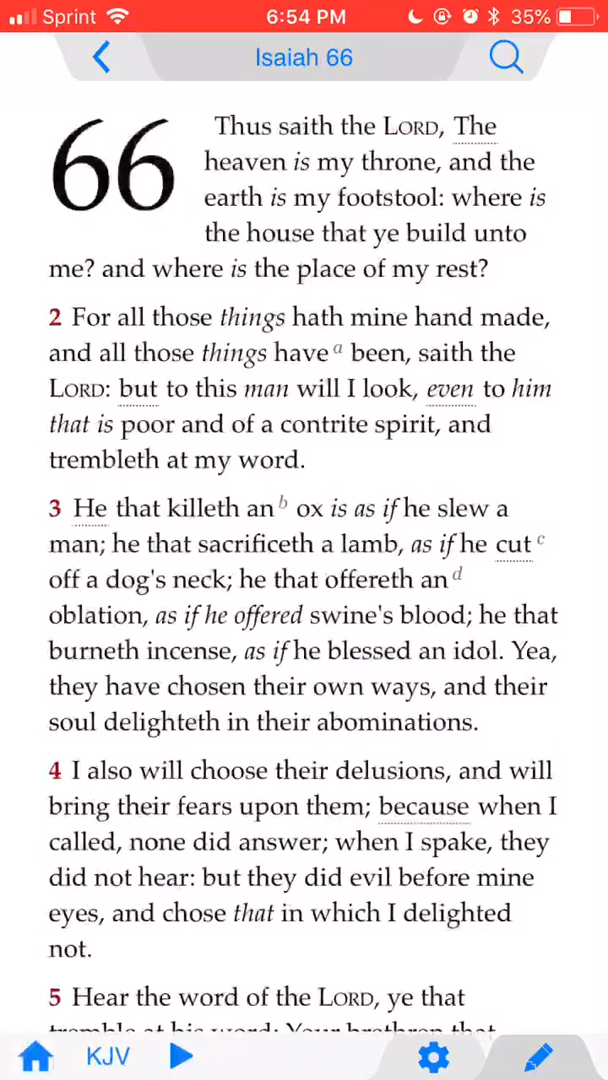 Sprint 6:54 PM 35%
Isaiah 66
66 Thus saith the LORD, The
heaven is my throne, and the
earth is my footstool: where is
the house that ye build unto
me? and where is the place of my rest?
2 For all those things hath mine hand made,
and all those things have a been, saith the
LORD: but to this man will I look, even to him
that is poor and of a contrite spirit, and
trembleth at my word.
3 He that killeth an b ox is as if he slew a
man; he that sacrificeth a lamb, as if he cut c
off a dog's neck; he that offereth an d
oblation, as if he offered swine's blood; he that
burneth incense, as if he blessed an idol. Yea,
they have chosen their own ways, and their
soul delighteth in their abominations.
4 I also will choose their delusions, and will
bring their fears upon them; because when I
called, none did answer; when I spake, they
did not hear: but they did evil before mine
eyes, and chose that in which I delighted
not.
5 Hear the word of the LORD, ye that
tremble at his word; Your brethren that
KJV